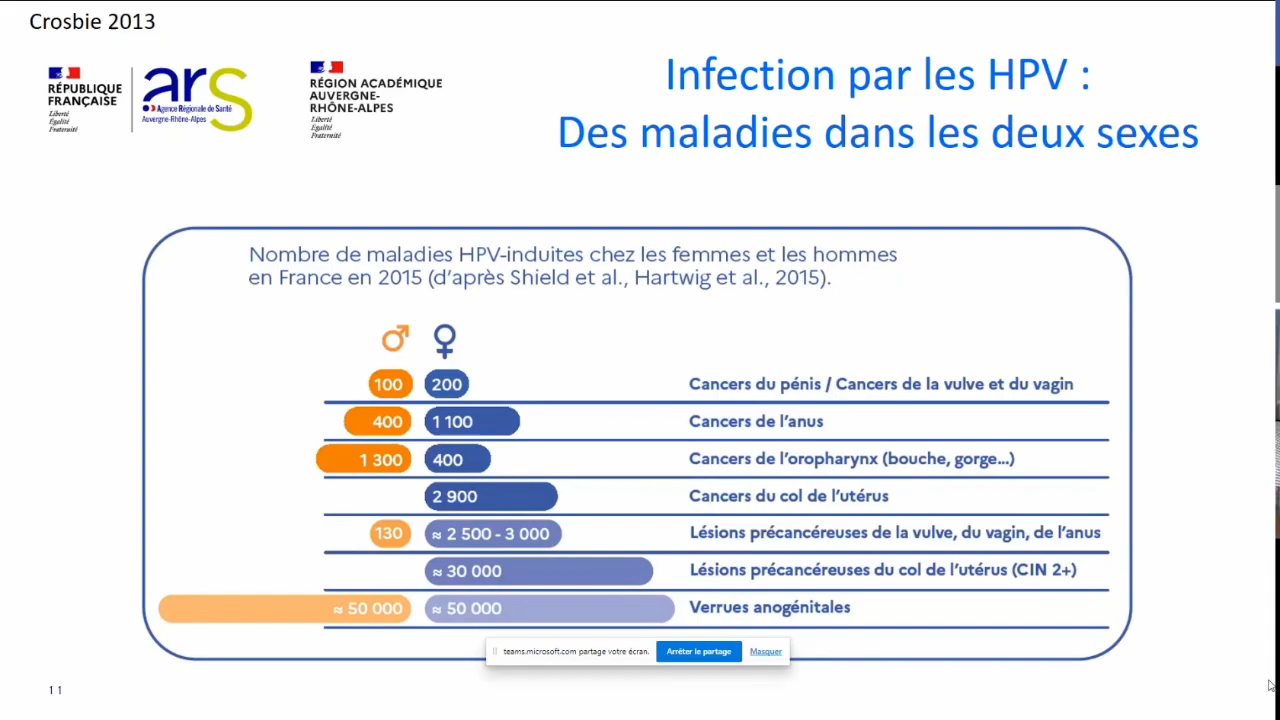 Crosbie 2013
RÉPUBLIQUE
FRANÇAISE
Liberté
Égalité
Fraternité
ars
Agence Régionale de Santé
Auvergne-Rhône-Alpes
RÉGION ACADÉMIQUE
AUVERGNE-
RHÔNE-ALPES
Liberté
Égalité
Fraternité
Infection par les HPV :
Des maladies dans les deux sexes
Nombre de maladies HPV-induites chez les femmes et les hommes
en France en 2015 (d'après Shield et al., Hartwig et al., 2015).
♂ ♀
100 200 Cancers du pénis / Cancers de la vulve et du vagin
400 1 100 Cancers de l'anus
1 300 400 Cancers de l'oropharynx (bouche, gorge...)
2 900 Cancers du col de l'utérus
130 ≈ 2 500 - 3 000 Lésions précancéreuses de la vulve, du vagin, de l'anus
≈ 30 000 Lésions précancéreuses du col de l'utérus (CIN 2+)
≈ 50 000 ≈ 50 000 Verrues anogénitales
teams.microsoft.com partage votre écran. Arrêter le partage Masquer
11